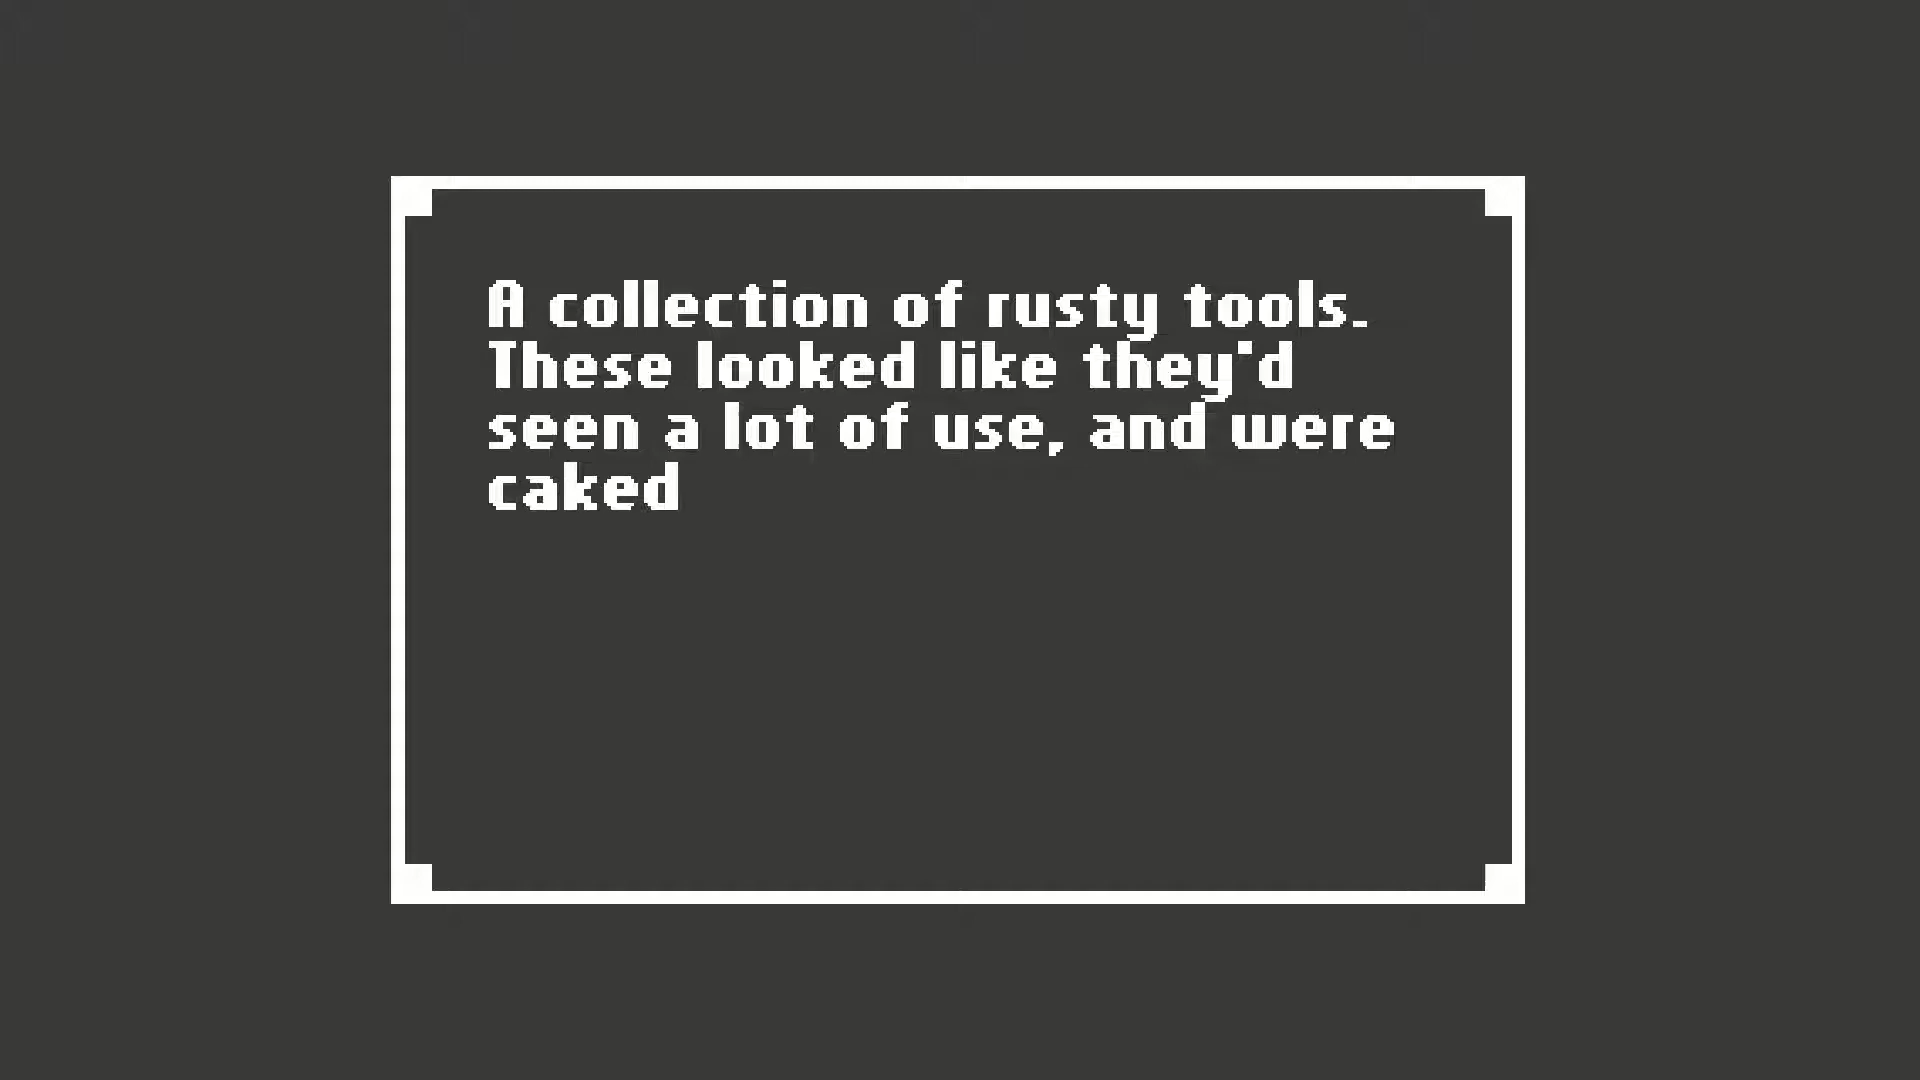 A collection of rusty tools.
These looked like they'd
seen a lot of use, and were
caked